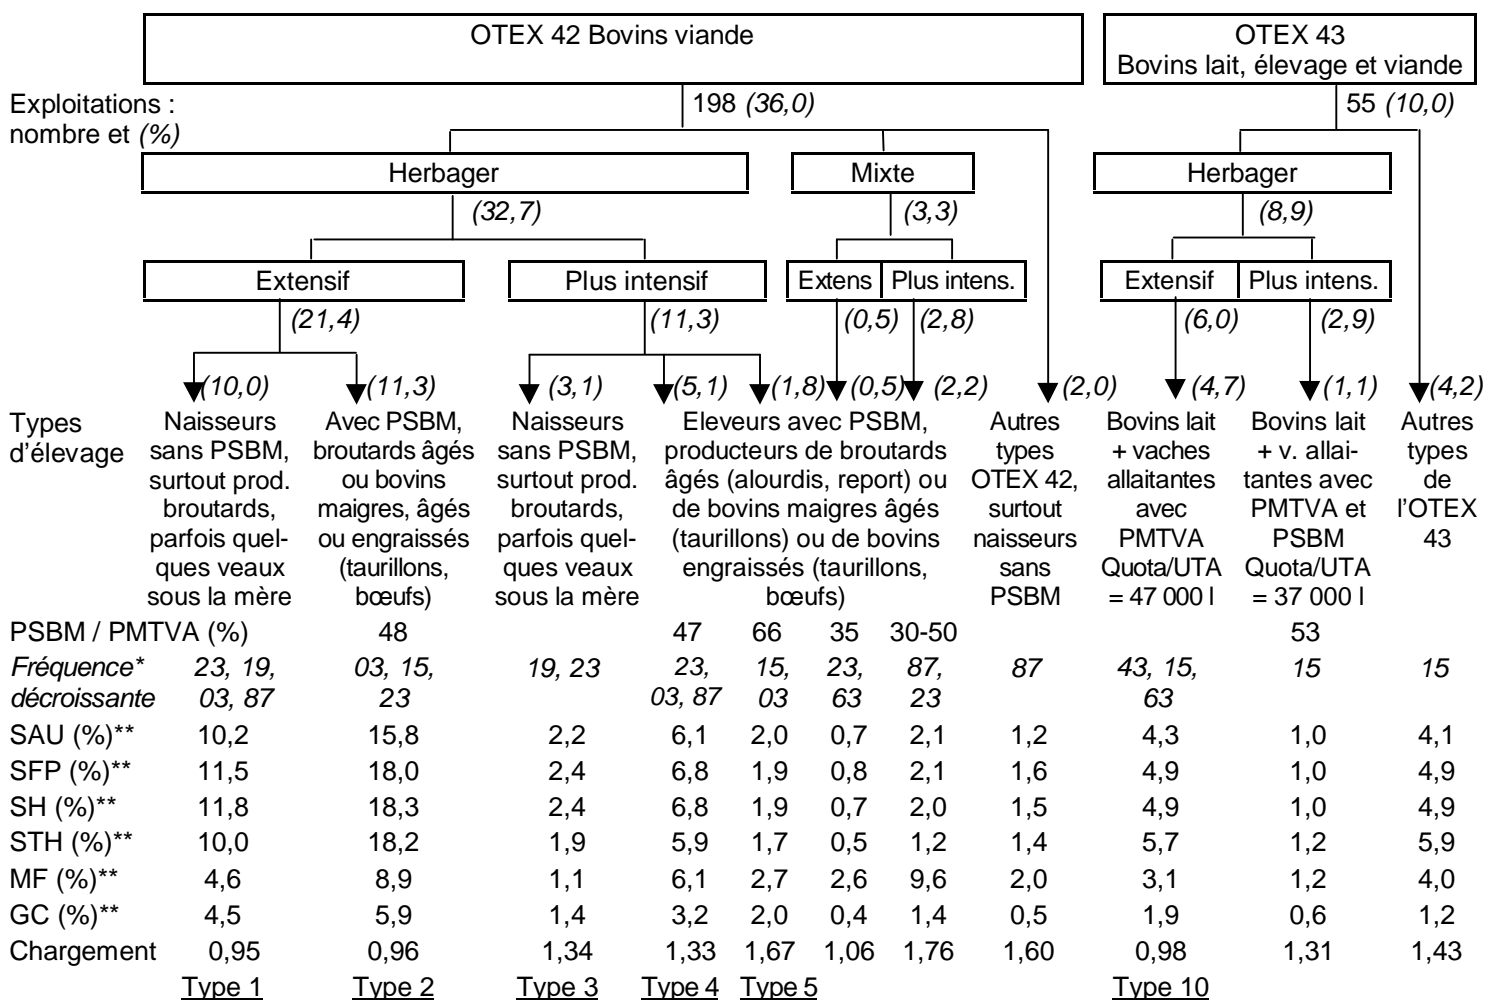 OTEX 42 Bovins viande
OTEX 43
Bovins lait, élevage et viande
Exploitations :
nombre et (%)
198 (36,0)
55 (10,0)
Herbager
Mixte
Herbager
(32,7)
(3,3)
(8,9)
Extensif
Plus intensif
Extens
Plus intens.
Extensif
Plus intens.
(21,4)
(11,3)
(0,5)
(2,8)
(6,0)
(2,9)
(10,0)
(11,3)
(3,1)
(5,1)
(1,8)
(0,5)
(2,2)
(2,0)
(4,7)
(1,1)
(4,2)
Types
d'élevage
Naisseurs
sans PSBM,
surtout prod.
broutards,
parfois quel-
ques veaux
sous la mère
Avec PSBM,
broutards âgés
ou bovins
maigres, âgés
ou engraissés
(taurillons,
bœufs)
Naisseurs
sans PSBM,
surtout prod.
broutards,
parfois quel-
ques veaux
sous la mère
Eleveurs avec PSBM,
producteurs de broutards
âgés (alourdis, report) ou
de bovins maigres âgés
(taurillons) ou de bovins
engraissés (taurillons,
bœufs)
Autres
types
OTEX 42,
surtout
naisseurs
sans
PSBM
Bovins lait
+ vaches
allaitantes
avec
PMTVA
Quota/UTA
= 47 000 l
Bovins lait
+ v. allai-
tantes avec
PMTVA et
PSBM
Quota/UTA
= 37 000 l
Autres
types
de
l'OTEX
43
PSBM / PMTVA (%) 48 47 66 35 30-50 53
Fréquence* 23, 19, 03, 15, 19, 23 23, 15, 23, 87, 87 43, 15, 15 15
décroissante 03, 87 23 03, 87 03 63 23 63
SAU (%)** 10,2 15,8 2,2 6,1 2,0 0,7 2,1 1,2 4,3 1,0 4,1
SFP (%)** 11,5 18,0 2,4 6,8 1,9 0,8 2,1 1,6 4,9 1,0 4,9
SH (%)** 11,8 18,3 2,4 6,8 1,9 0,7 2,0 1,5 4,9 1,0 4,9
STH (%)** 10,0 18,2 1,9 5,9 1,7 0,5 1,2 1,4 5,7 1,2 5,9
MF (%)** 4,6 8,9 1,1 6,1 2,7 2,6 9,6 2,0 3,1 1,2 4,0
GC (%)** 4,5 5,9 1,4 3,2 2,0 0,4 1,4 0,5 1,9 0,6 1,2
Chargement 0,95 0,96 1,34 1,33 1,67 1,06 1,76 1,60 0,98 1,31 1,43
Type 1 Type 2 Type 3 Type 4 Type 5 Type 10